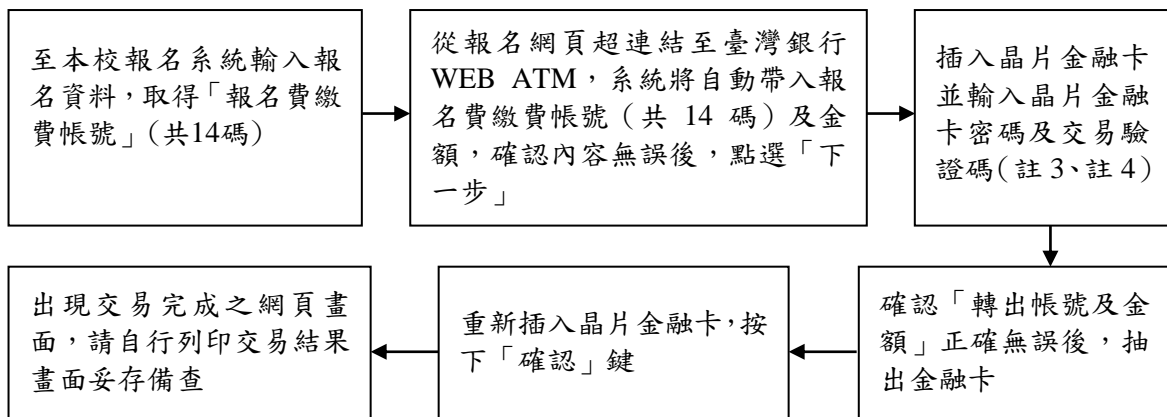 至本校報名系統輸入報
名資料，取得「報名費繳
費帳號」（共14碼）
從報名網頁超連結至臺灣銀行
WEB ATM，系統將自動帶入報
名費繳費帳號（共 14 碼）及金
額，確認內容無誤後，點選「下
一步」
插入晶片金融卡
並輸入晶片金融
卡密碼及交易驗
證碼（註 3、註 4）
確認「轉出帳號及金
額」正確無誤後，抽
出金融卡
重新插入晶片金融卡，按
下「確認」鍵
出現交易完成之網頁畫
面，請自行列印交易結果
畫面妥存備查